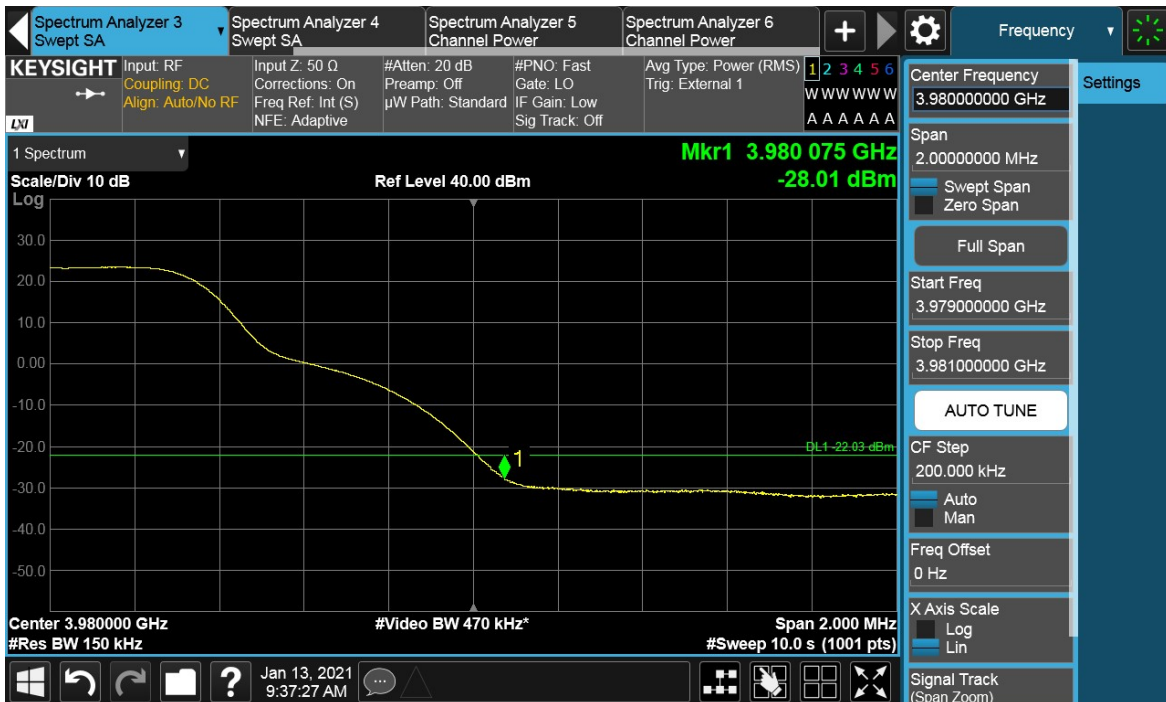 Spectrum Analyzer 3
Swept SA
Spectrum Analyzer 4
Swept SA
Spectrum Analyzer 5
Channel Power
Spectrum Analyzer 6
Channel Power
+
Frequency
KEYSIGHT
LXI
Input: RF
Coupling: DC
Align: Auto/No RF
Input Z: 50 Ω
Corrections: On
Freq Ref: Int (S)
NFE: Adaptive
#Atten: 20 dB
Preamp: Off
µW Path: Standard
#PNO: Fast
Gate: LO
IF Gain: Low
Sig Track: Off
Avg Type: Power (RMS)
Trig: External 1
1 2 3 4 5 6
W W W W W W
A A A A A A
1 Spectrum
Scale/Div 10 dB
Log
Ref Level 40.00 dBm
Mkr1 3.980 075 GHz
-28.01 dBm
30.0
20.0
10.0
0.00
-10.0
-20.0
-30.0
-40.0
-50.0
DL1 -22.03 dBm
1
Center 3.980000 GHz
#Video BW 470 kHz*
Span 2.000 MHz
#Res BW 150 kHz
#Sweep 10.0 s (1001 pts)
?
Jan 13, 2021
9:37:27 AM
Center Frequency
3.980000000 GHz
Span
2.00000000 MHz
Swept Span
Zero Span
Full Span
Start Freq
3.979000000 GHz
Stop Freq
3.981000000 GHz
AUTO TUNE
CF Step
200.000 kHz
Auto
Man
Freq Offset
0 Hz
X Axis Scale
Log
Lin
Signal Track
(Span Zoom)
Settings